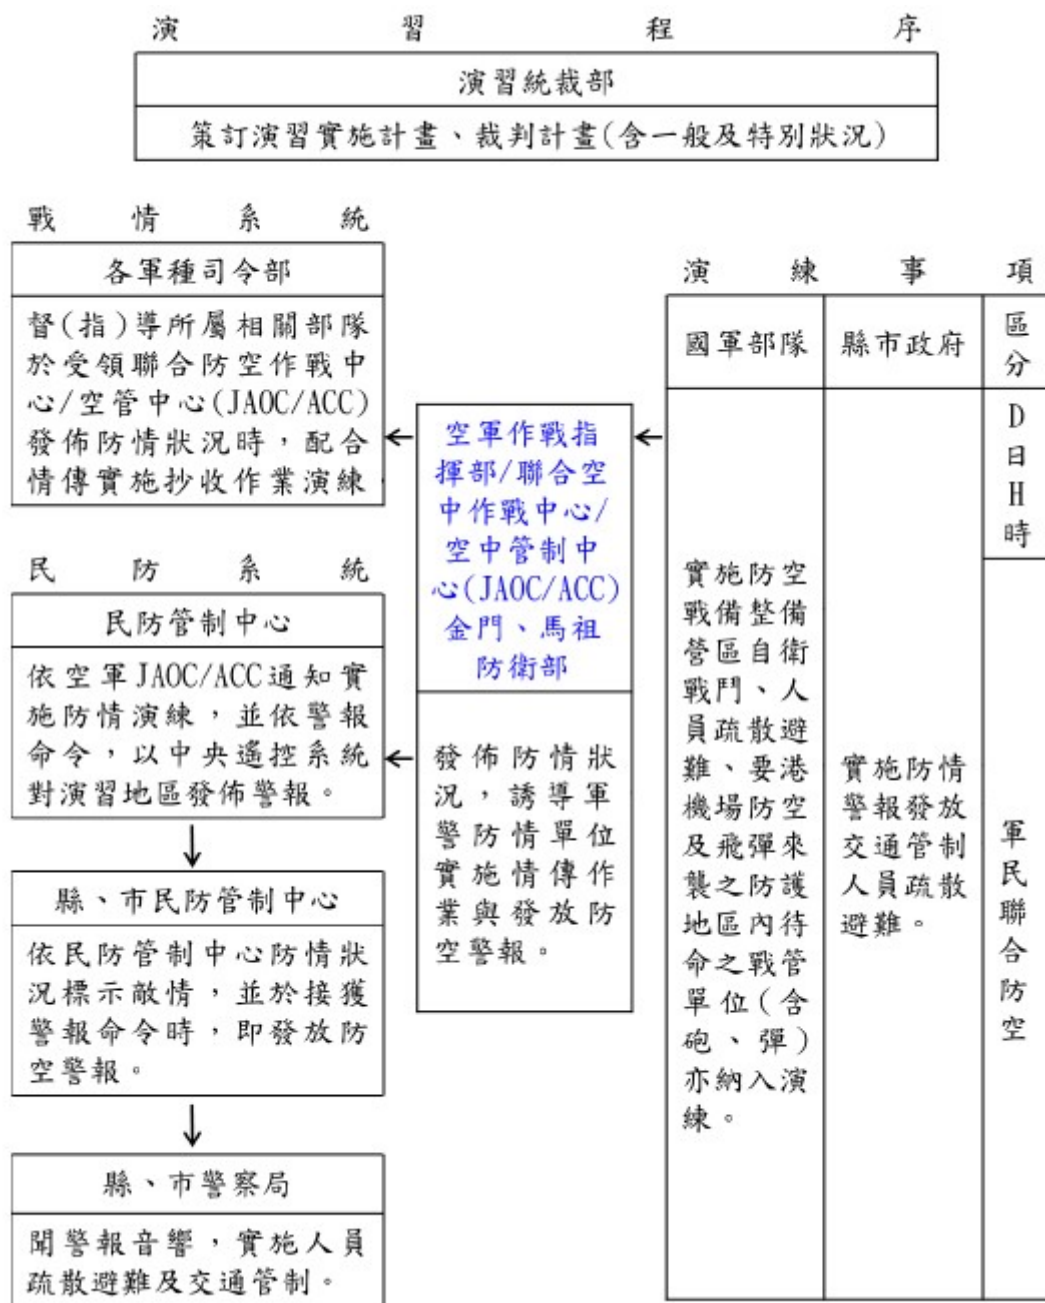 演習程序
演習統裁部
策訂演習實施計畫、裁判計畫(含一般及特別狀況)
戰情系統
各軍種司令部
督(指)導所屬相關部隊
於受領聯合防空作戰中
心/空管中心(JAOC/ACC)
發佈防情狀況時，配合
情傳實施抄收作業演練
民防系統
民防管制中心
依空軍JAOC/ACC通知實
施防情演練，並依警報
命令，以中央遙控系統
對演習地區發佈警報。
縣、市民防管制中心
依民防管制中心防情狀
況標示敵情，並於接獲
警報命令時，即發放防
空警報。
縣、市警察局
聞警報音響，實施人員
疏散避難及交通管制。
空軍作戰指
揮部/聯合空
中作戰中心/
空中管制中
心(JAOC/ACC)
金門、馬祖
防衛部
發佈防情狀
況，誘導軍
警防情單位
實施情傳作
業與發放防
空警報。
演練事項
國軍部隊
縣市政府
區分
實施防空
戰備整備
營區自衛
戰鬥、人
員疏散避
難、要港
機場防空
及飛彈來
襲之防護
地區內待
命之戰管
單位(含
砲、彈)
亦納入演
練。
實施防情
警報發放
交通管制
人員疏散
避難。
D日H時
軍民聯合防空